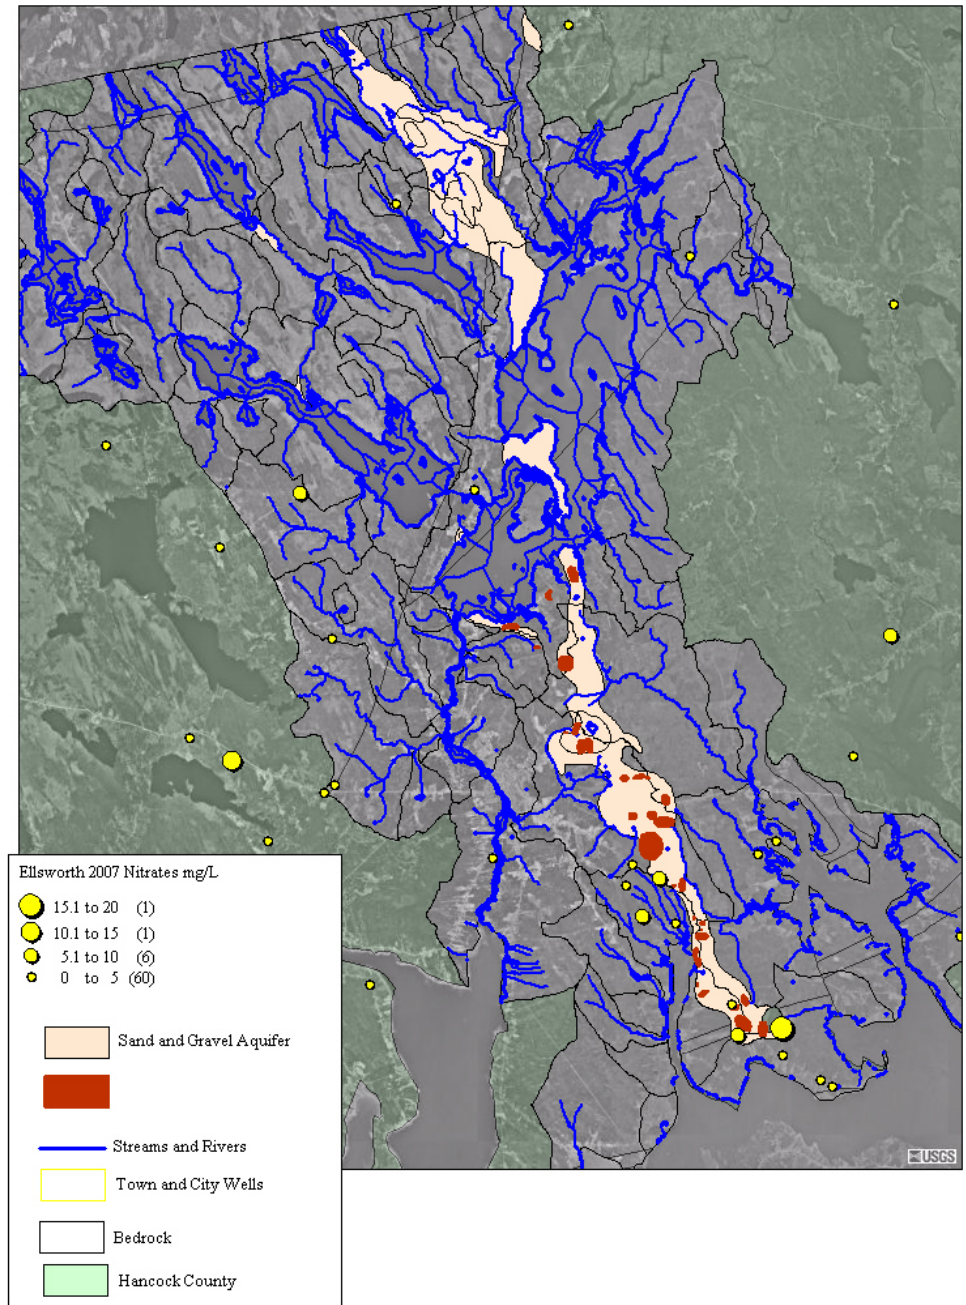 Ellsworth 2007 Nitrates mg/L
15.1 to 20 (1)
10.1 to 15 (1)
5.1 to 10 (6)
0 to 5 (60)
Sand and Gravel Aquifer
Streams and Rivers
Town and City Wells
Bedrock
Hancock County
USGS